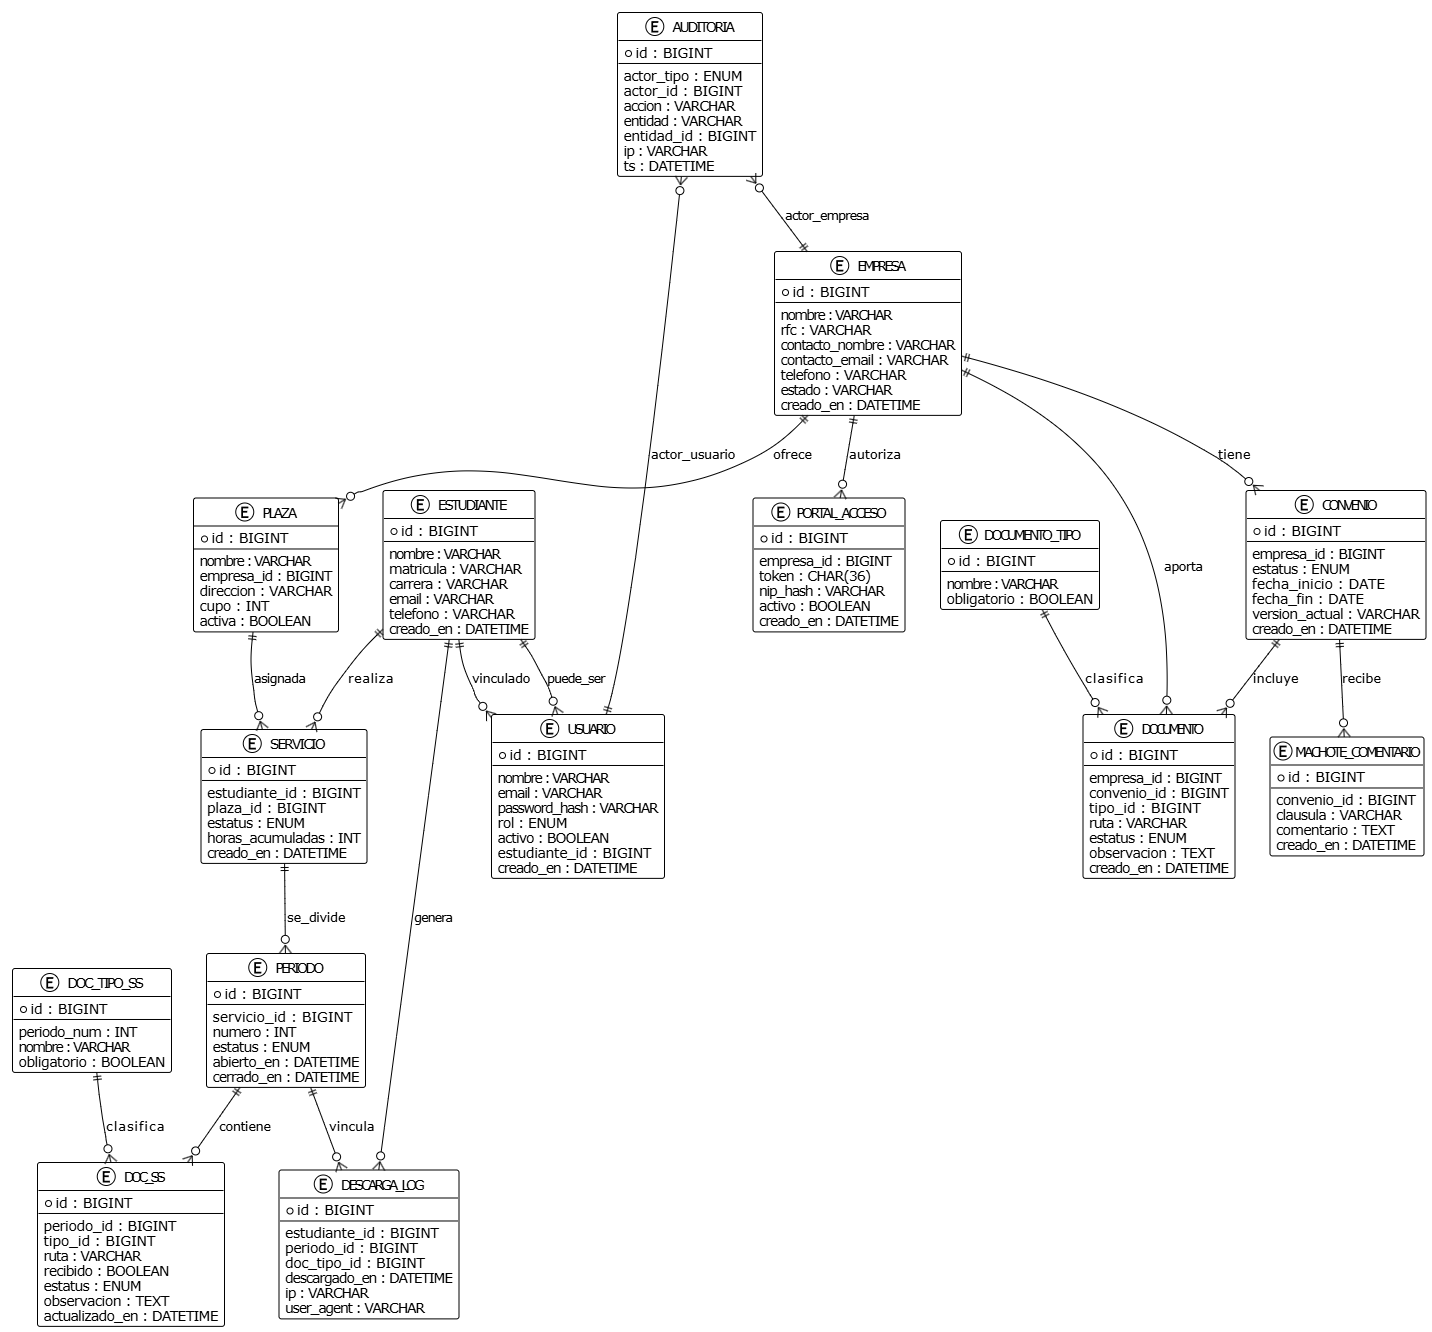 E AUDITORIA
id : BIGINT
actor_tipo : ENUM
actor_id : BIGINT
accion : VARCHAR
entidad : VARCHAR
entidad_id : BIGINT
ip : VARCHAR
ts : DATETIME
actor_empresa
E EMPRESA
id : BIGINT
nombre : VARCHAR
rfc : VARCHAR
contacto_nombre : VARCHAR
contacto_email : VARCHAR
telefono : VARCHAR
estado : VARCHAR
creado_en : DATETIME
actor_usuario
ofrece
autoriza
tiene
aporta
E PLAZA
id : BIGINT
nombre : VARCHAR
empresa_id : BIGINT
direccion : VARCHAR
cupo : INT
activa : BOOLEAN
E ESTUDIANTE
id : BIGINT
nombre : VARCHAR
matricula : VARCHAR
carrera : VARCHAR
email : VARCHAR
telefono : VARCHAR
creado_en : DATETIME
E PORTAL_ACCESO
id : BIGINT
empresa_id : BIGINT
token : CHAR(36)
nip_hash : VARCHAR
activo : BOOLEAN
creado_en : DATETIME
E DOCUMENTO_TIPO
id : BIGINT
nombre : VARCHAR
obligatorio : BOOLEAN
E CONVENIO
id : BIGINT
empresa_id : BIGINT
estatus : ENUM
fecha_inicio : DATE
fecha_fin : DATE
version_actual : VARCHAR
creado_en : DATETIME
asignada
realiza
vinculado
puede_ser
clasifica
incluye
recibe
E SERVICIO
id : BIGINT
estudiante_id : BIGINT
plaza_id : BIGINT
estatus : ENUM
horas_acumuladas : INT
creado_en : DATETIME
E USUARIO
id : BIGINT
nombre : VARCHAR
email : VARCHAR
password_hash : VARCHAR
rol : ENUM
activo : BOOLEAN
estudiante_id : BIGINT
creado_en : DATETIME
E DOCUMENTO
id : BIGINT
empresa_id : BIGINT
convenio_id : BIGINT
tipo_id : BIGINT
ruta : VARCHAR
estatus : ENUM
observacion : TEXT
creado_en : DATETIME
E MACHOTE_COMENTARIO
id : BIGINT
convenio_id : BIGINT
clausula : VARCHAR
comentario : TEXT
creado_en : DATETIME
se_divide
genera
E DOC_TIPO_SS
id : BIGINT
periodo_num : INT
nombre : VARCHAR
obligatorio : BOOLEAN
E PERIODO
id : BIGINT
servicio_id : BIGINT
numero : INT
estatus : ENUM
abierto_en : DATETIME
cerrado_en : DATETIME
clasifica
contiene
vincula
E DOC_SS
id : BIGINT
periodo_id : BIGINT
tipo_id : BIGINT
ruta : VARCHAR
recibido : BOOLEAN
estatus : ENUM
observacion : TEXT
actualizado_en : DATETIME
E DESCARGA_LOG
id : BIGINT
estudiante_id : BIGINT
periodo_id : BIGINT
doc_tipo_id : BIGINT
descargado_en : DATETIME
ip : VARCHAR
user_agent : VARCHAR